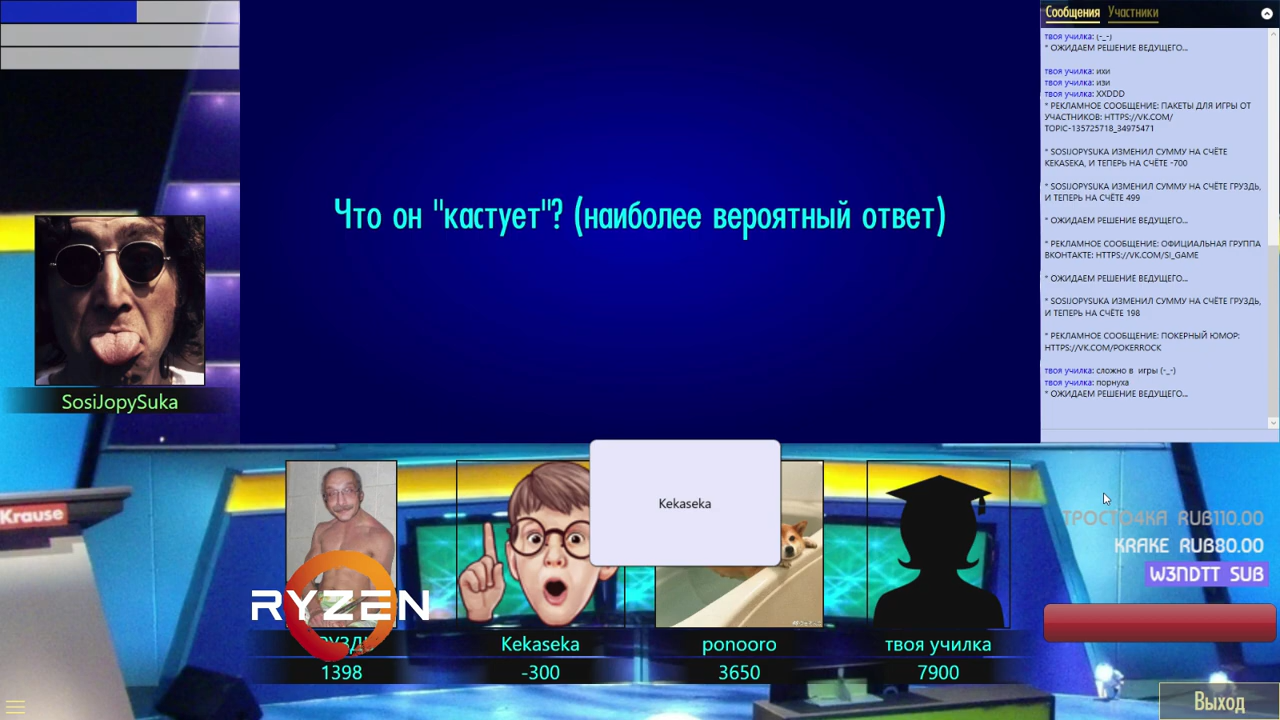 Сообщения Участники
твоя училка: (-_-)
* ОЖИДАЕМ РЕШЕНИЕ ВЕДУЩЕГО...
твоя училка: ихи
твоя училка: изи
твоя училка: XXDDD
* РЕКЛАМНОЕ СООБЩЕНИЕ: ПАКЕТЫ ДЛЯ ИГРЫ ОТ
УЧАСТНИКОВ: HTTPS://VK.COM/
TOPIC-135725718_34975471
* SOSIJOPYSUKA ИЗМЕНИЛ СУММУ НА СЧЁТЕ
KEKASEKA, И ТЕПЕРЬ НА СЧЁТЕ -700
* SOSIJOPYSUKA ИЗМЕНИЛ СУММУ НА СЧЁТЕ ГРУЗДЬ,
И ТЕПЕРЬ НА СЧЁТЕ 499
* ОЖИДАЕМ РЕШЕНИЕ ВЕДУЩЕГО...
* РЕКЛАМНОЕ СООБЩЕНИЕ: ОФИЦИАЛЬНАЯ ГРУППА
ВКОНТАКТЕ: HTTPS://VK.COM/SI_GAME
* ОЖИДАЕМ РЕШЕНИЕ ВЕДУЩЕГО...
* SOSIJOPYSUKA ИЗМЕНИЛ СУММУ НА СЧЁТЕ ГРУЗДЬ,
И ТЕПЕРЬ НА СЧЁТЕ 198
* РЕКЛАМНОЕ СООБЩЕНИЕ: ПОКЕРНЫЙ ЮМОР:
HTTPS://VK.COM/POKERROCK
твоя училка: сложно в игры (-_-)
твоя училка: порнуха
* ОЖИДАЕМ РЕШЕНИЕ ВЕДУЩЕГО...
Что он "кастует"? (наиболее вероятный ответ)
SosiJopySuka
Kekaseka
Krause
RYZEN
Kekaseka
ponooro
твоя училка
1398
-300
3650
7900
ТРОСТО4КА RUB110.00
KRAKE RUB80.00
W3NDTT SUB
Выход